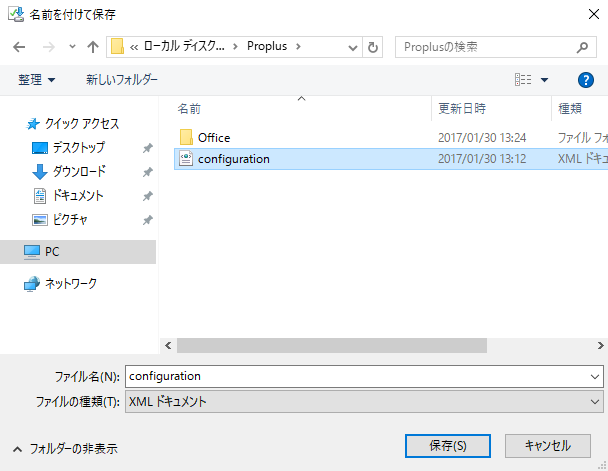 名前を付けて保存
« ローカル ディスク... > Proplus >
Proplusの検索
整理 新しいフォルダー
名前 更新日時 種類
クイック アクセス
デスクトップ
ダウンロード
ドキュメント
ピクチャ
PC
ネットワーク
Office 2017/01/30 13:24 ファイル フォ
configuration 2017/01/30 13:12 XML ドキュ
ファイル名(N): configuration
ファイルの種類(T): XML ドキュメント
フォルダーの非表示
保存(S) キャンセル